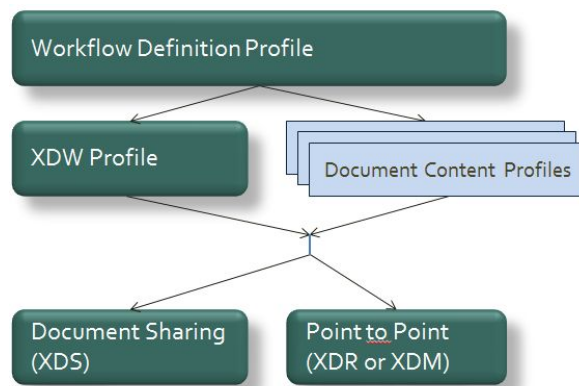 Workflow Definition Profile
XDW Profile
Document Content Profiles
Document Sharing
(XDS)
Point to Point
(XDR or XDM)